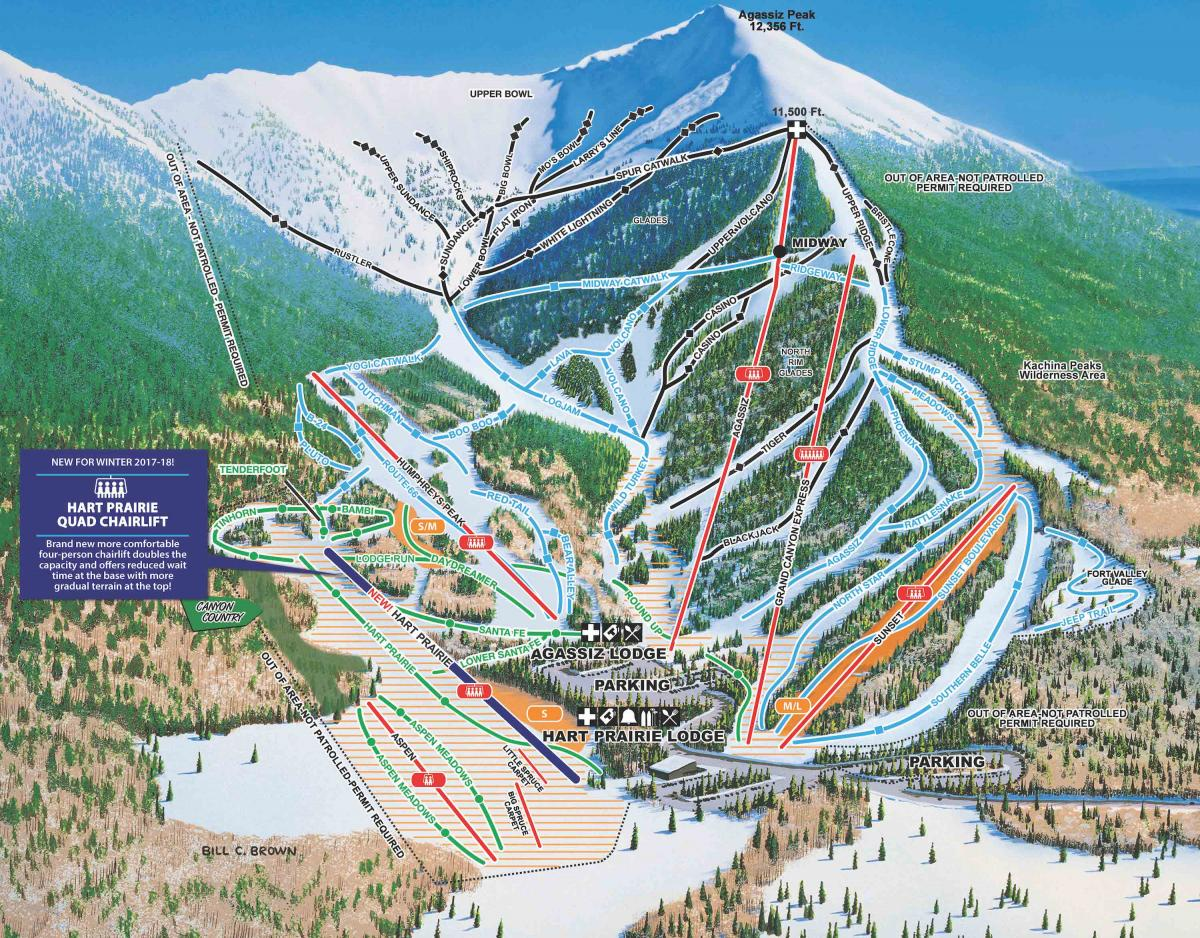 Agassiz Peak
12,356 Ft.
UPPER BOWL
11,500 Ft.
MO'S BOWL
LARRY'S LINE
SHIPROCKS
BIG BOWL
UPPER SUNDANCE
SPUR CATWALK
OUT OF AREA - NOT PATROLLED - PERMIT REQUIRED
OUT OF AREA-NOT PATROLLED
PERMIT REQUIRED
UPPER RIDGE
BRISTLECONE
FLAT IRON
GLADES
UPPER VOLCANO
WHITE LIGHTNING
SUNDANCE
LOWER BOWL
RUSTLER
MIDWAY
MIDWAY CATWALK
RIDGEWAY
CASINO
CASINO
VOLCANO
LAVA
VOLCANO
LOWER RIDGE
YOGI CATWALK
NORTH
RIM
GLADES
STUMP PATCH
MEADOWS
Kachina Peaks
Wilderness Area
DUTCHMAN
BOO BOO
LOGJAM
AGASSIZ
PHOENIX
B-24
PLUTO
TIGER
HUMPHREYS PEAK
ROUTE 66
WILD TURKEY
NEW FOR WINTER 2017-18!
HART PRAIRIE
QUAD CHAIRLIFT
Brand new more comfortable
four-person chairlift doubles the
capacity and offers reduced wait
time at the base with more
gradual terrain at the top!
TENDERFOOT
TINHORN
BAMBI
S/M
RED TAIL
BEAR VALLEY
LODGE RUN
DAYDREAMER
BLACKJACK
GRAND CANYON EXPRESS
RATTLESNAKE
AGASSIZ
NORTH STAR
SUNSET BOULEVARD
SUNSET
FORT VALLEY
GLADE
JEEP TRAIL
CANYON
COUNTRY
NEW! HART PRAIRIE
ROUND UP
SANTA FE
LOWER SANTA FE
AGASSIZ LODGE
HART PRAIRIE
PARKING
SOUTHERN BELLE
M/L
S
OUT OF AREA-NOT PATROLLED
PERMIT REQUIRED
HART PRAIRIE LODGE
OUT OF AREA-NOT PATROLLED-PERMIT REQUIRED
ASPEN
ASPEN MEADOWS
ASPEN MEADOWS
LITTLE SPRUCE
CARPET
BIG SPRUCE
CARPET
PARKING
BILL C. BROWN